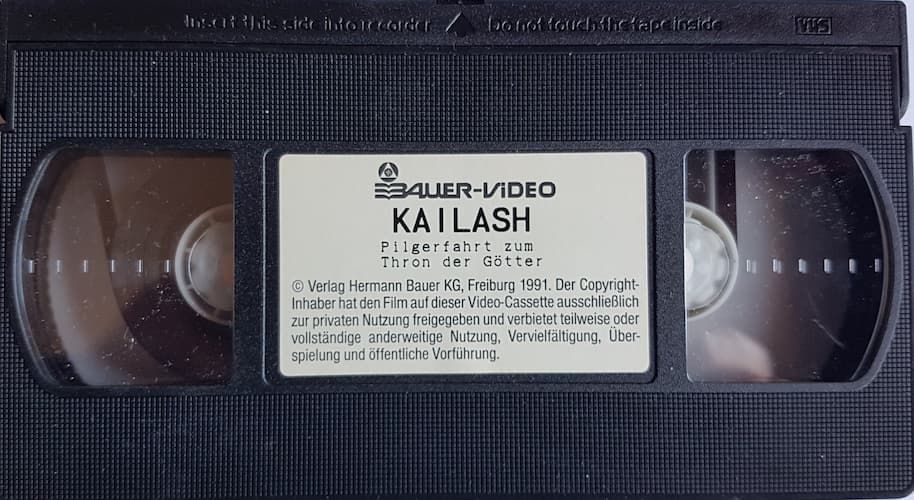 Insert this side into recorder Do not touch the tape inside VHS
BAUER-ViDEO
KAILASH
Pilgerfahrt zum
Thron der Götter
© Verlag Hermann Bauer KG, Freiburg 1991. Der Copyright-
Inhaber hat den Film auf dieser Video-Cassette ausschließlich
zur privaten Nutzung freigegeben und verbietet teilweise oder
vollständige anderweitige Nutzung, Vervielfältigung, Über-
spielung und öffentliche Vorführung.